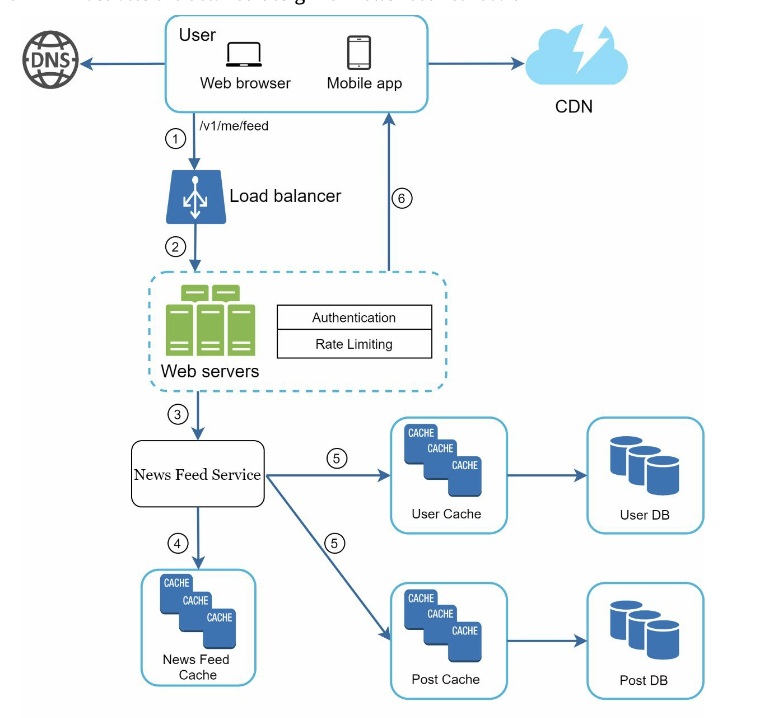 User
DNS
Web browser
Mobile app
CDN
/v1/me/feed
1
Load balancer
6
2
Authentication
Rate Limiting
Web servers
3
CACHE
CACHE
CACHE
User Cache
User DB
News Feed Service
5
4
5
CACHE
CACHE
CACHE
News Feed
Cache
CACHE
CACHE
CACHE
Post Cache
Post DB